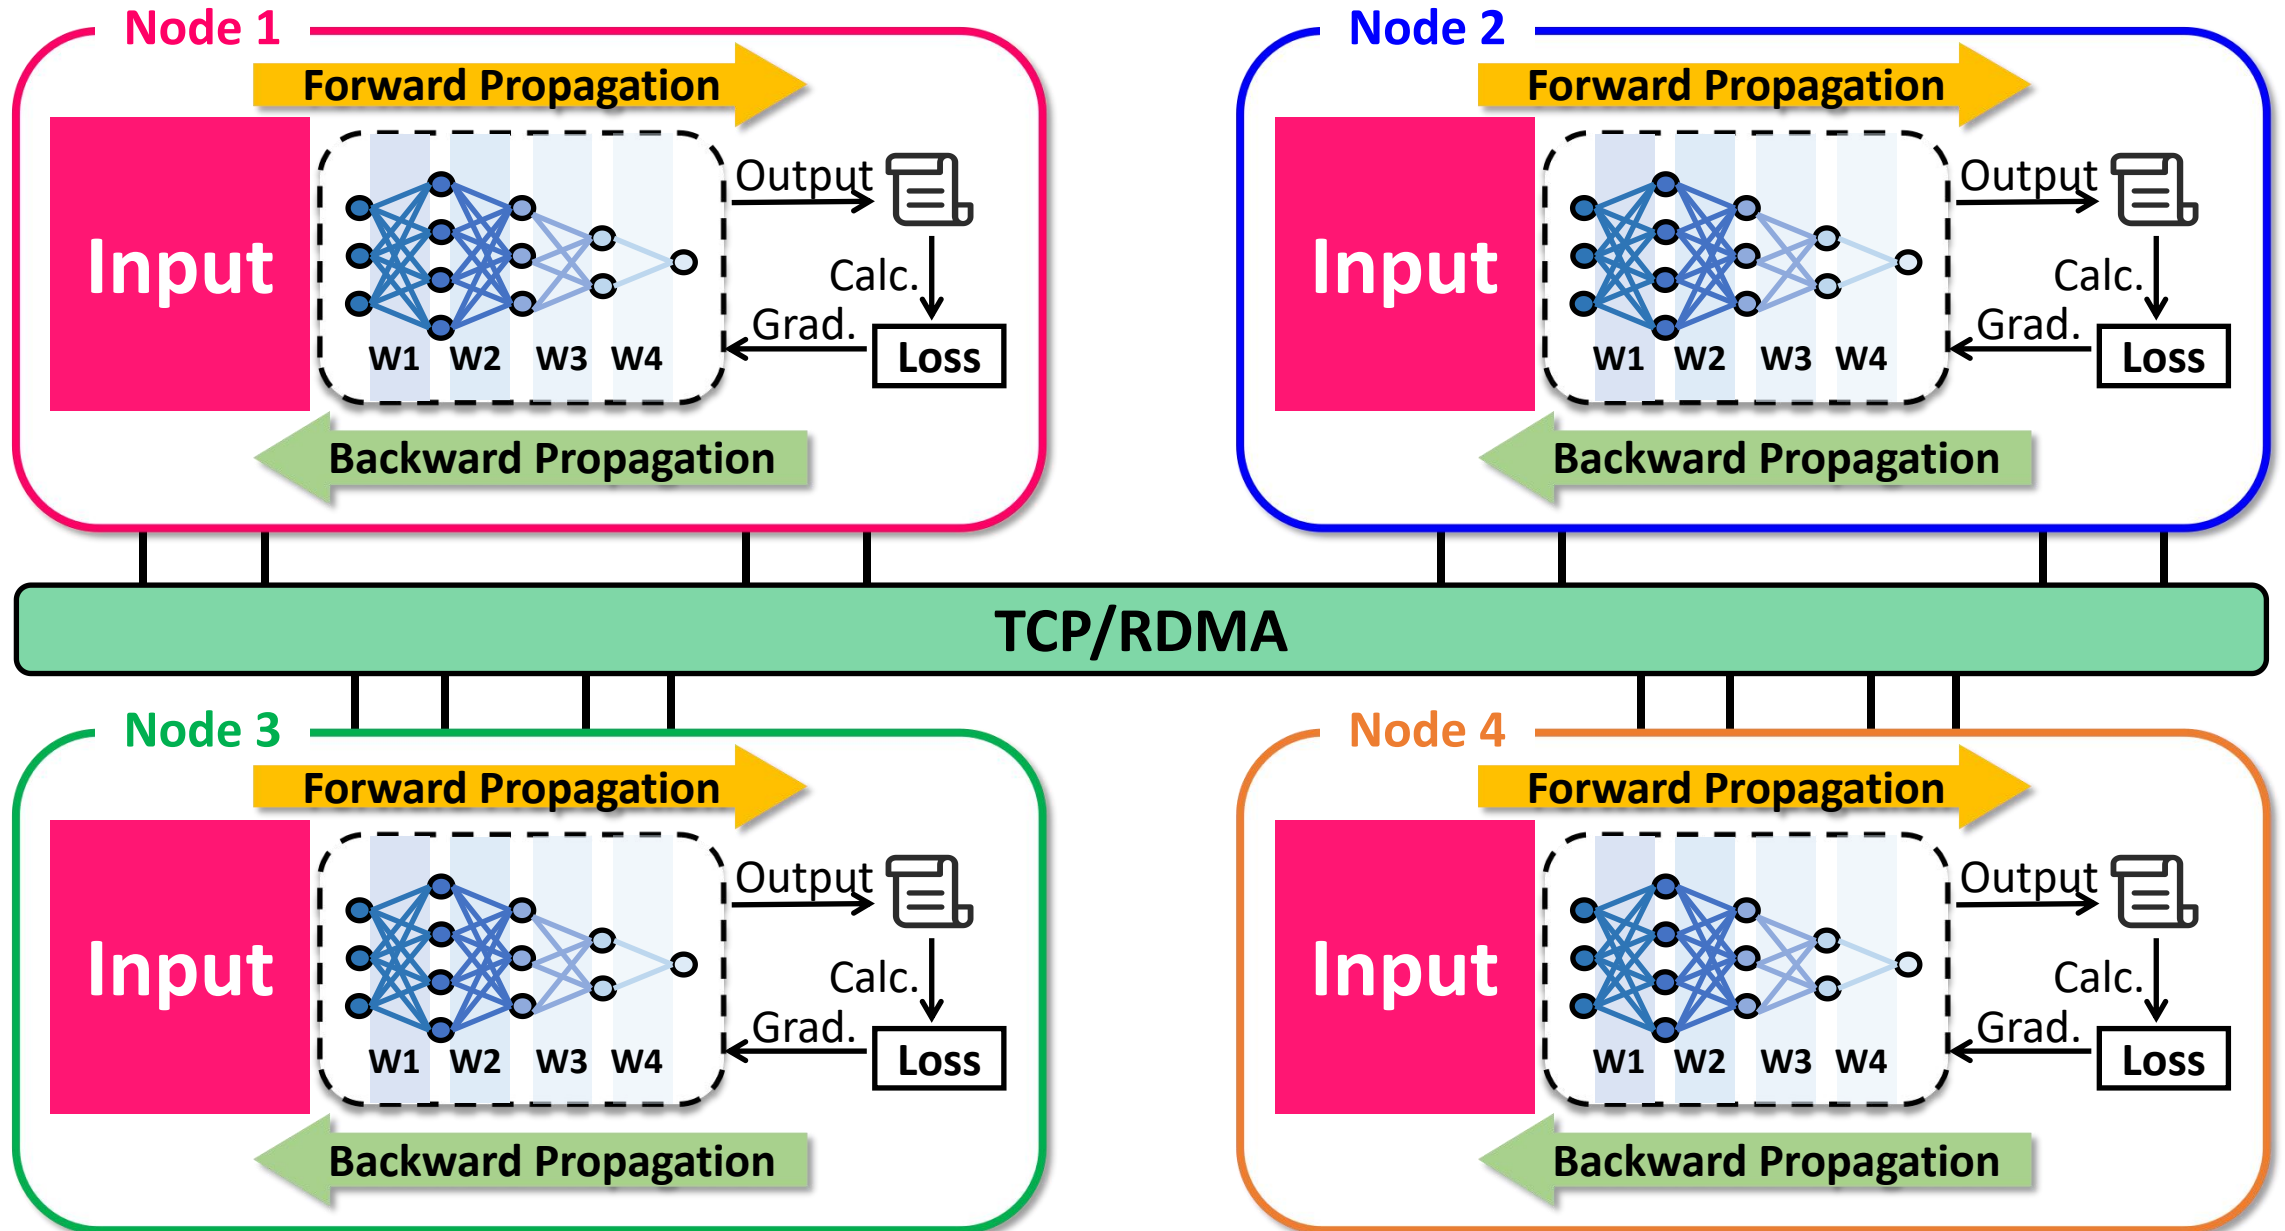 Node 1
Forward Propagation
Input
Output
Calc.
Grad.
Loss
W1 W2 W3 W4
Backward Propagation
Node 2
Forward Propagation
Input
Output
Calc.
Grad.
Loss
W1 W2 W3 W4
Backward Propagation
TCP/RDMA
Node 3
Forward Propagation
Input
Output
Calc.
Grad.
Loss
W1 W2 W3 W4
Backward Propagation
Node 4
Forward Propagation
Input
Output
Calc.
Grad.
Loss
W1 W2 W3 W4
Backward Propagation